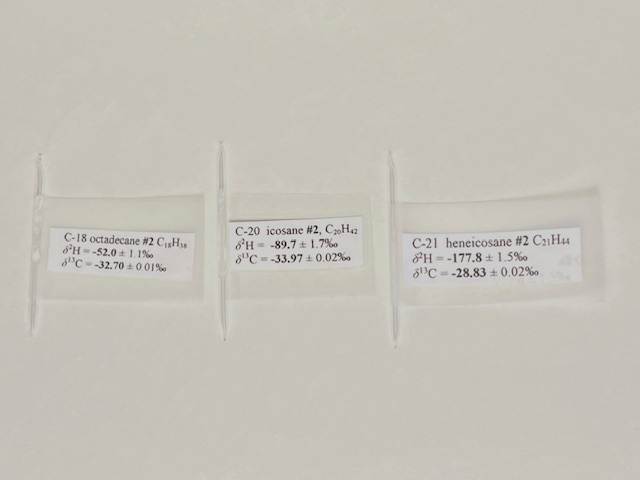 C-18 octadecane #2 C₁₈H₃₈
δ²H = -52.0 ± 1.1‰
δ¹³C = -32.70 ± 0.01‰
C-20 icosane #2, C₂₀H₄₂
δ²H = -89.7 ± 1.7‰
δ¹³C = -33.97 ± 0.02‰
C-21 heneicosane #2 C₂₁H₄₄
δ²H = -177.8 ± 1.5‰
δ¹³C = -28.83 ± 0.02‰